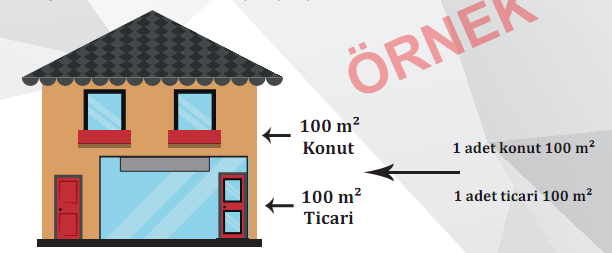 ÖRNEK
100 m²
Konut
1 adet konut 100 m²
100 m²
Ticari
1 adet ticari 100 m²